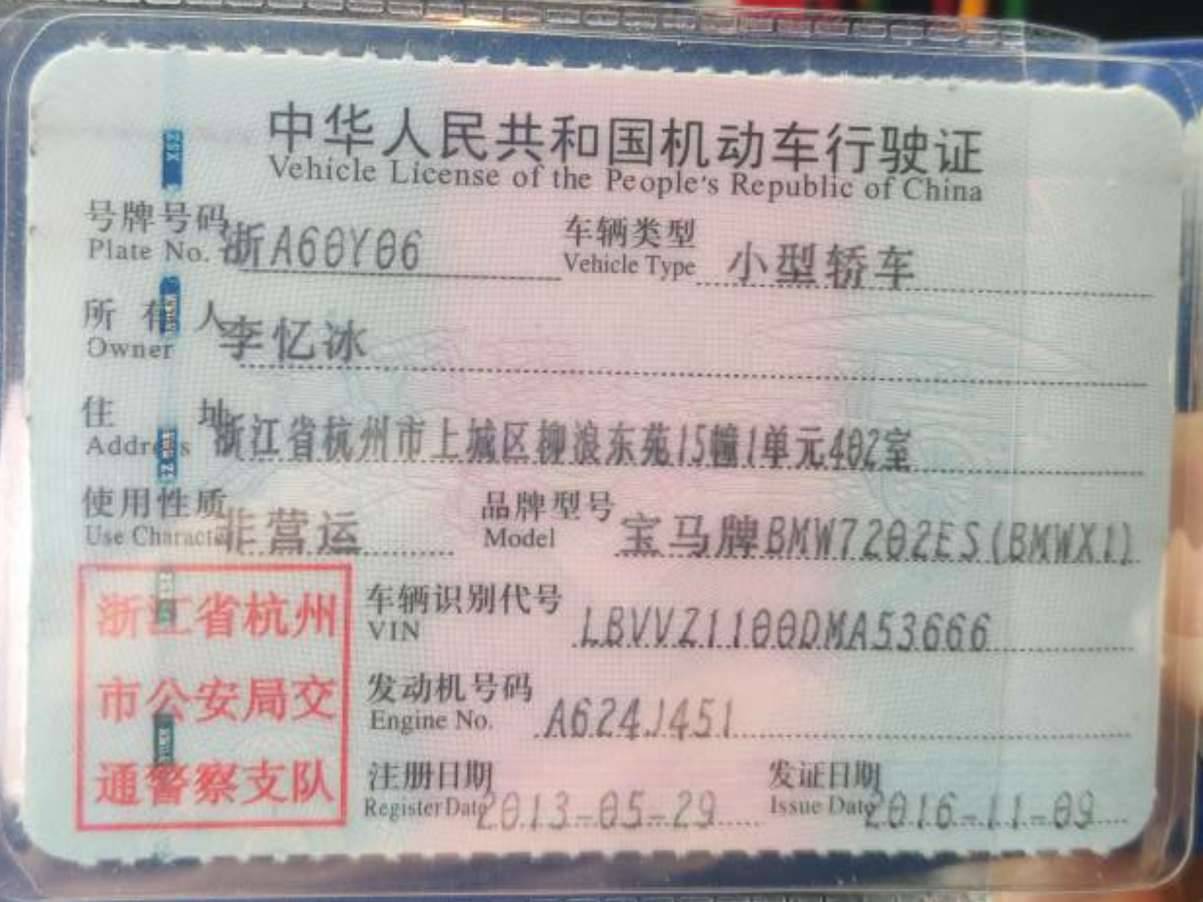 中华人民共和国机动车行驶证
Vehicle License of the People's Republic of China
号牌号码 浙A60Y06 车辆类型 小型轿车
Plate No. Vehicle Type
所有人 李忆冰
Owner
住址 浙江省杭州市上城区柳浪东苑15幢1单元402室
Address
使用性质 非营运 品牌型号 宝马牌BMW7202ES(BMWX1)
Use Character Model
浙江省杭州
市公安局交
通警察支队
车辆识别代号 LBVVZ1100DMA53666
VIN
发动机号码 A624J451
Engine No.
注册日期 2013-05-29 发证日期 2016-11-09
Register Date Issue Date